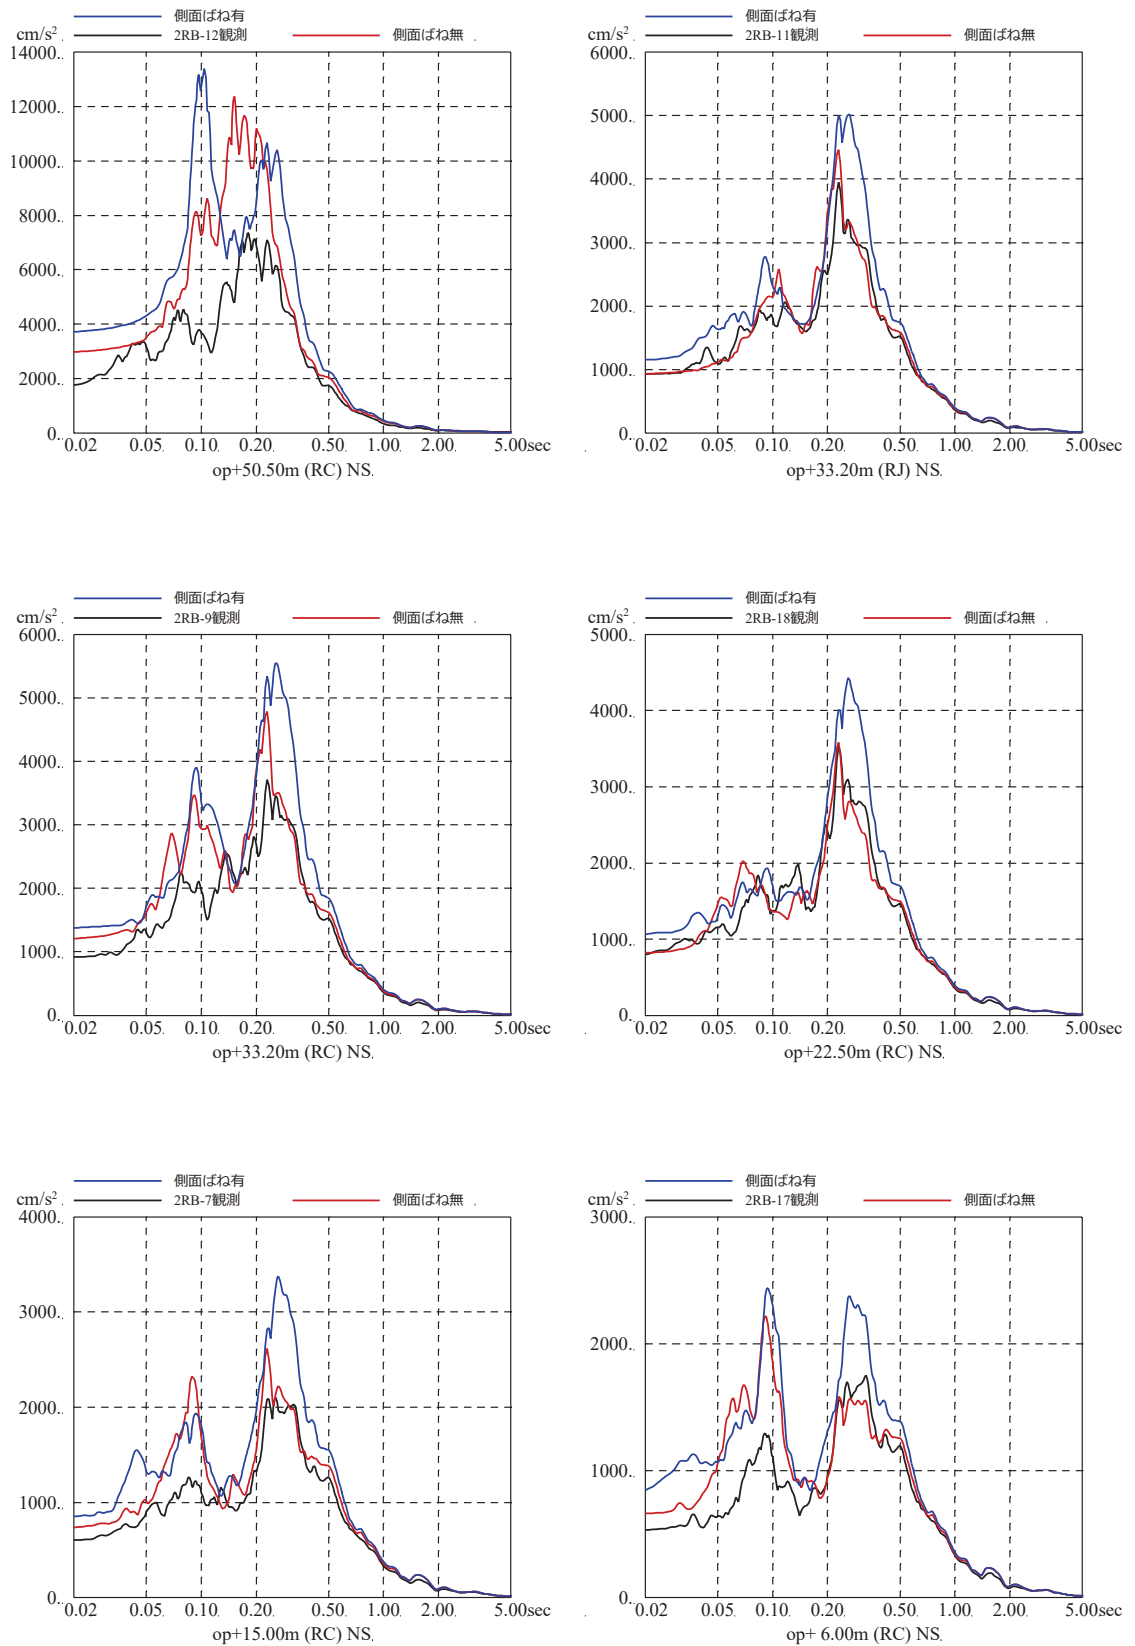 側面ばね有
cm/s² 2RB-12観測 側面ばね無
14000.
12000.
10000.
8000.
6000.
4000.
2000.
0.
0.02 0.05 0.10 0.20 0.50 1.00 2.00 5.00sec
op+50.50m (RC) NS
側面ばね有
cm/s² 2RB-11観測 側面ばね無
6000.
5000.
4000.
3000.
2000.
1000.
0.
0.02 0.05 0.10 0.20 0.50 1.00 2.00 5.00sec
op+33.20m (RJ) NS
側面ばね有
cm/s² 2RB-9観測 側面ばね無
6000.
5000.
4000.
3000.
2000.
1000.
0.
0.02 0.05 0.10 0.20 0.50 1.00 2.00 5.00sec
op+33.20m (RC) NS
側面ばね有
cm/s² 2RB-18観測 側面ばね無
5000.
4000.
3000.
2000.
1000.
0.
0.02 0.05 0.10 0.20 0.50 1.00 2.00 5.00sec
op+22.50m (RC) NS
側面ばね有
cm/s² 2RB-7観測 側面ばね無
4000.
3000.
2000.
1000.
0.
0.02 0.05 0.10 0.20 0.50 1.00 2.00 5.00sec
op+15.00m (RC) NS
側面ばね有
cm/s² 2RB-17観測 側面ばね無
3000.
2000.
1000.
0.
0.02 0.05 0.10 0.20 0.50 1.00 2.00 5.00sec
op+ 6.00m (RC) NS